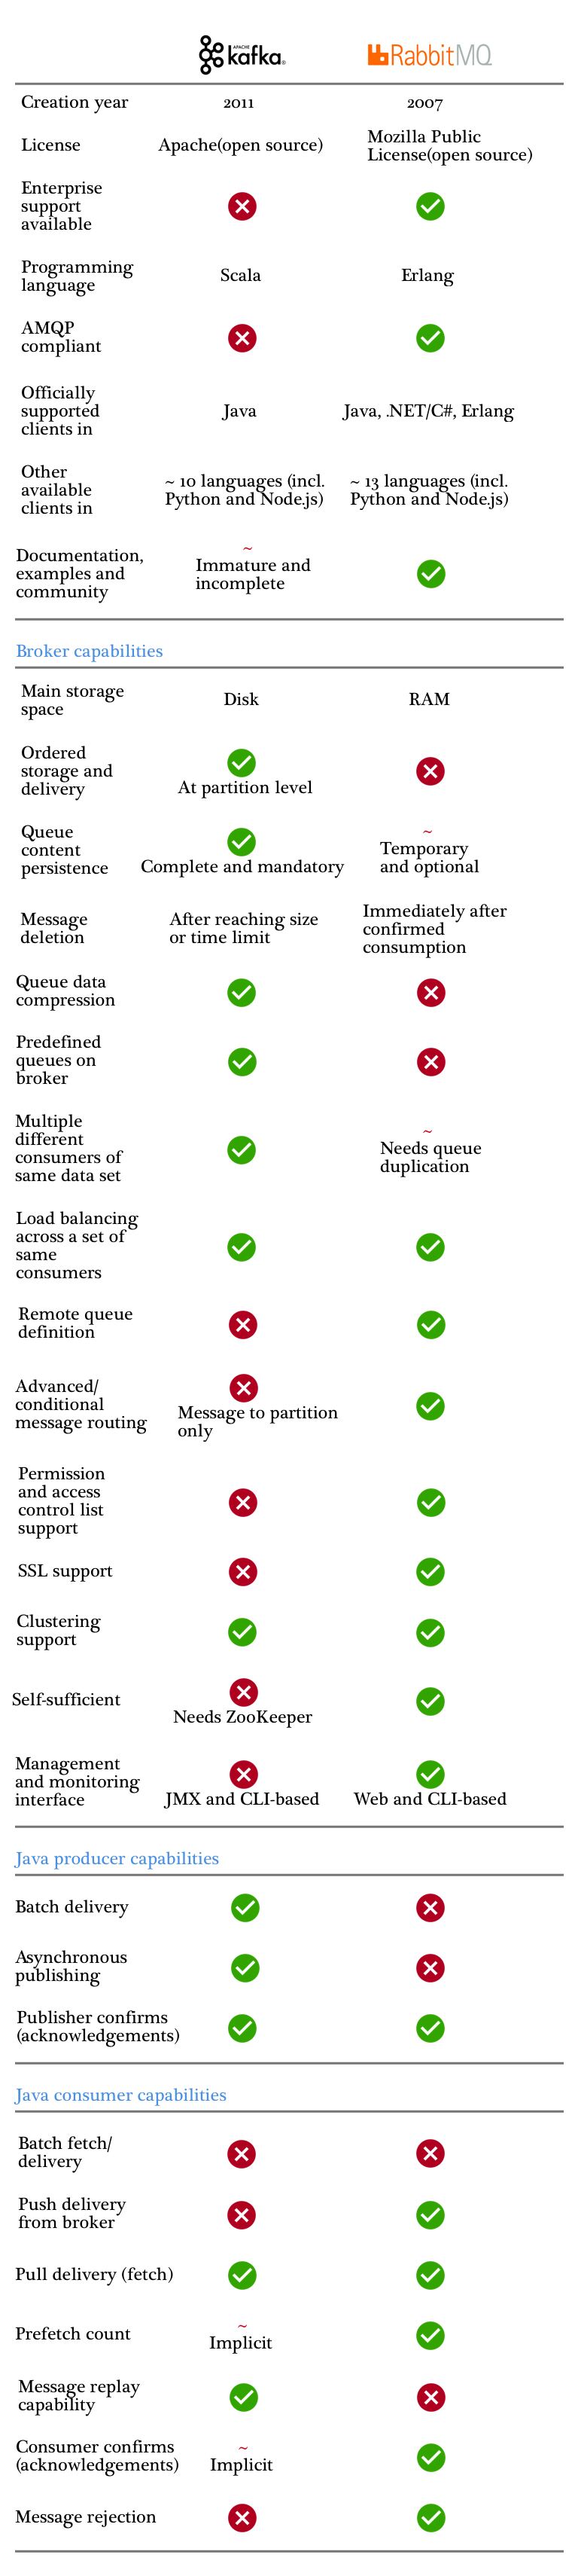 APACHE
kafka®
RabbitMQ
Creation year
2011
2007
License
Apache(open source)
Mozilla Public
License(open source)
Enterprise
support
available
Programming
language
Scala
Erlang
AMQP
compliant
Officially
supported
clients in
Java
Java, .NET/C#, Erlang
Other
available
clients in
~ 10 languages (incl.
Python and Node.js)
~ 13 languages (incl.
Python and Node.js)
Documentation,
examples and
community
~
Immature and
incomplete
Broker capabilities
Main storage
space
Disk
RAM
Ordered
storage and
delivery
At partition level
Queue
content
persistence
Complete and mandatory
~
Temporary
and optional
Message
deletion
After reaching size
or time limit
Immediately after
confirmed
consumption
Queue data
compression
Predefined
queues on
broker
Multiple
different
consumers of
same data set
~
Needs queue
duplication
Load balancing
across a set of
same
consumers
Remote queue
definition
Advanced/
conditional
message routing
Message to partition
only
Permission
and access
control list
support
SSL support
Clustering
support
Self-sufficient
Needs ZooKeeper
Management
and monitoring
interface
JMX and CLI-based
Web and CLI-based
Java producer capabilities
Batch delivery
Asynchronous
publishing
Publisher confirms
(acknowledgements)
Java consumer capabilities
Batch fetch/
delivery
Push delivery
from broker
Pull delivery (fetch)
Prefetch count
~
Implicit
Message replay
capability
Consumer confirms
(acknowledgements)
~
Implicit
Message rejection